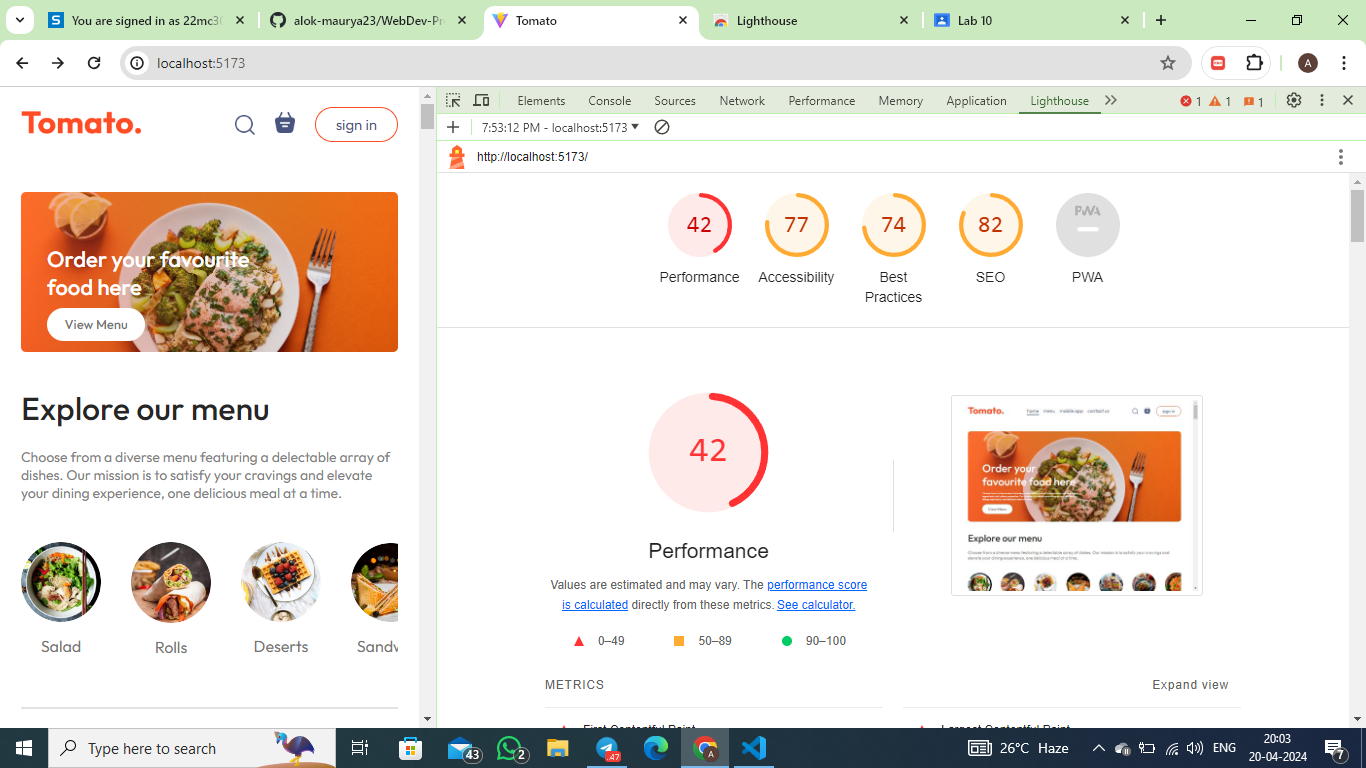 You are signed in as 22mc30
alok-maurya23/WebDev-Pr
Tomato
Lighthouse
Lab 10
localhost:5173
A
Elements
Console
Sources
Network
Performance
Memory
Application
Lighthouse
1
1
1
7:53:12 PM - localhost:5173
http://localhost:5173/
Tomato.
sign in
Order your favourite
food here
View Menu
Explore our menu
Choose from a diverse menu featuring a delectable array of
dishes. Our mission is to satisfy your cravings and elevate
your dining experience, one delicious meal at a time.
Salad
Rolls
Deserts
Sandv
42
77
74
82
PWA
Performance
Accessibility
Best
Practices
SEO
PWA
42
Performance
Values are estimated and may vary. The performance score
is calculated directly from these metrics. See calculator.
0–49
50–89
90–100
Tomato.
home
menu
mobile-app
contact us
sign in
Order your
favourite food here
View Menu
Explore our menu
METRICS
Expand view
First Contentful Paint
Largest Contentful Paint
Type here to search
43
2
.47
A
26°C Haze
ENG
20:03
20-04-2024
7